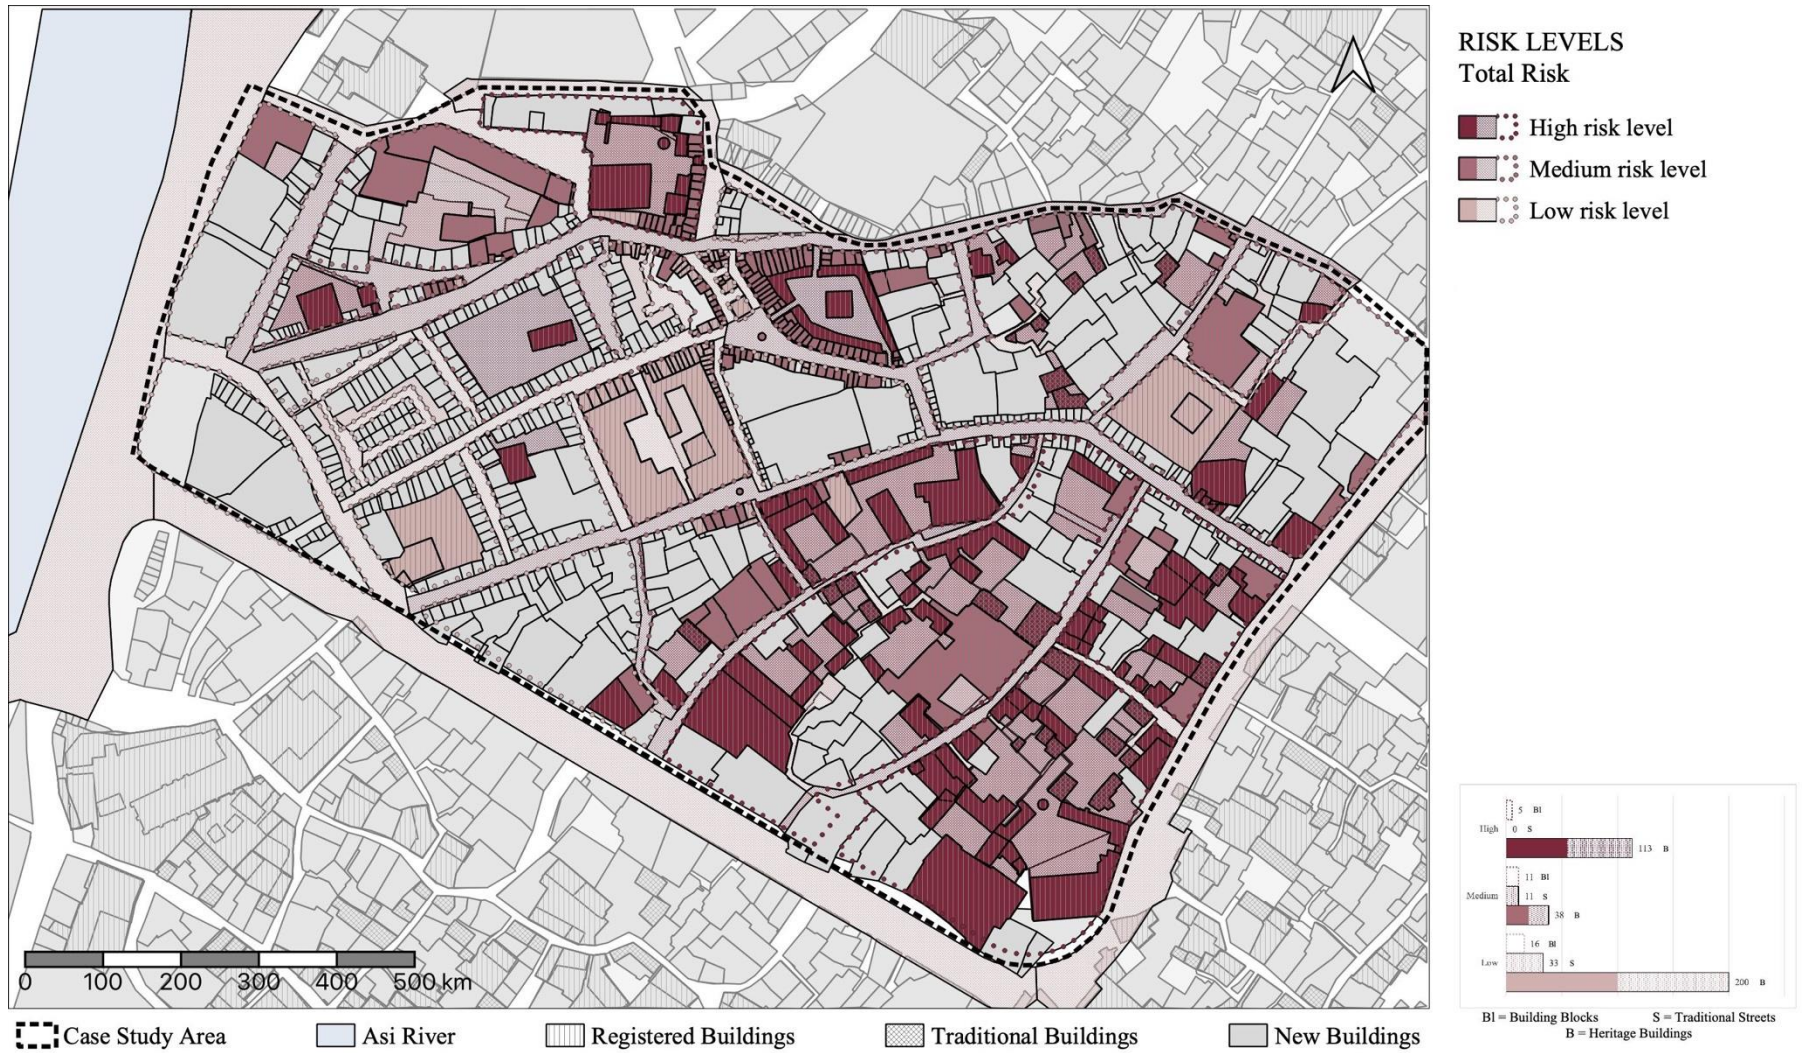 RISK LEVELS
Total Risk
High risk level
Medium risk level
Low risk level
5 Bl
High
0 S
113 B
11 Bl
Medium
11 S
38 B
16 Bl
Low
33 S
200 B
Bl = Building Blocks S = Traditional Streets
B = Heritage Buildings
0 100 200 300 400 500 km
Case Study Area Asi River Registered Buildings Traditional Buildings New Buildings